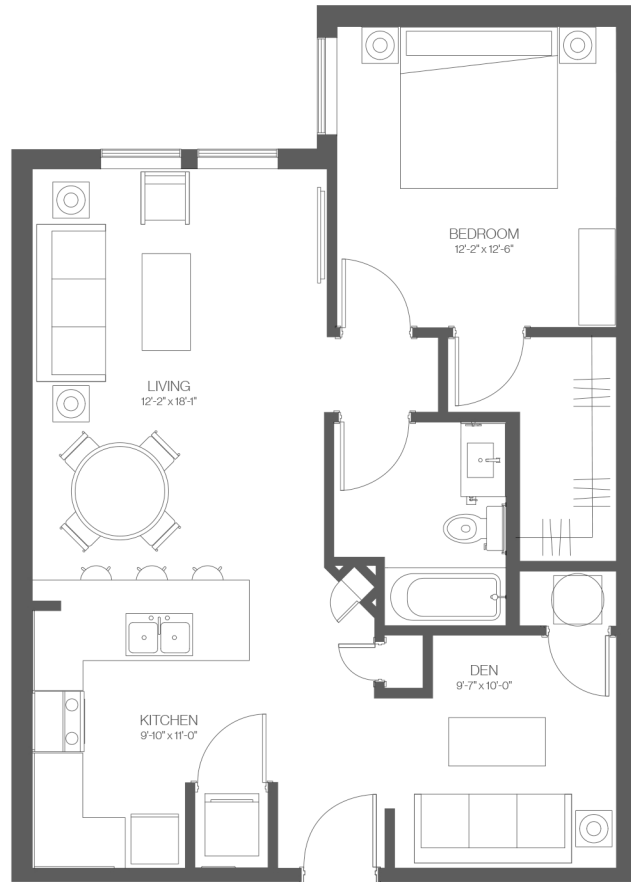 BEDROOM
12'-2" x 12'-6"
LIVING
12'-2" x 18'-1"
DEN
9'-7" x 10'-0"
KITCHEN
9'-10" x 11'-0"